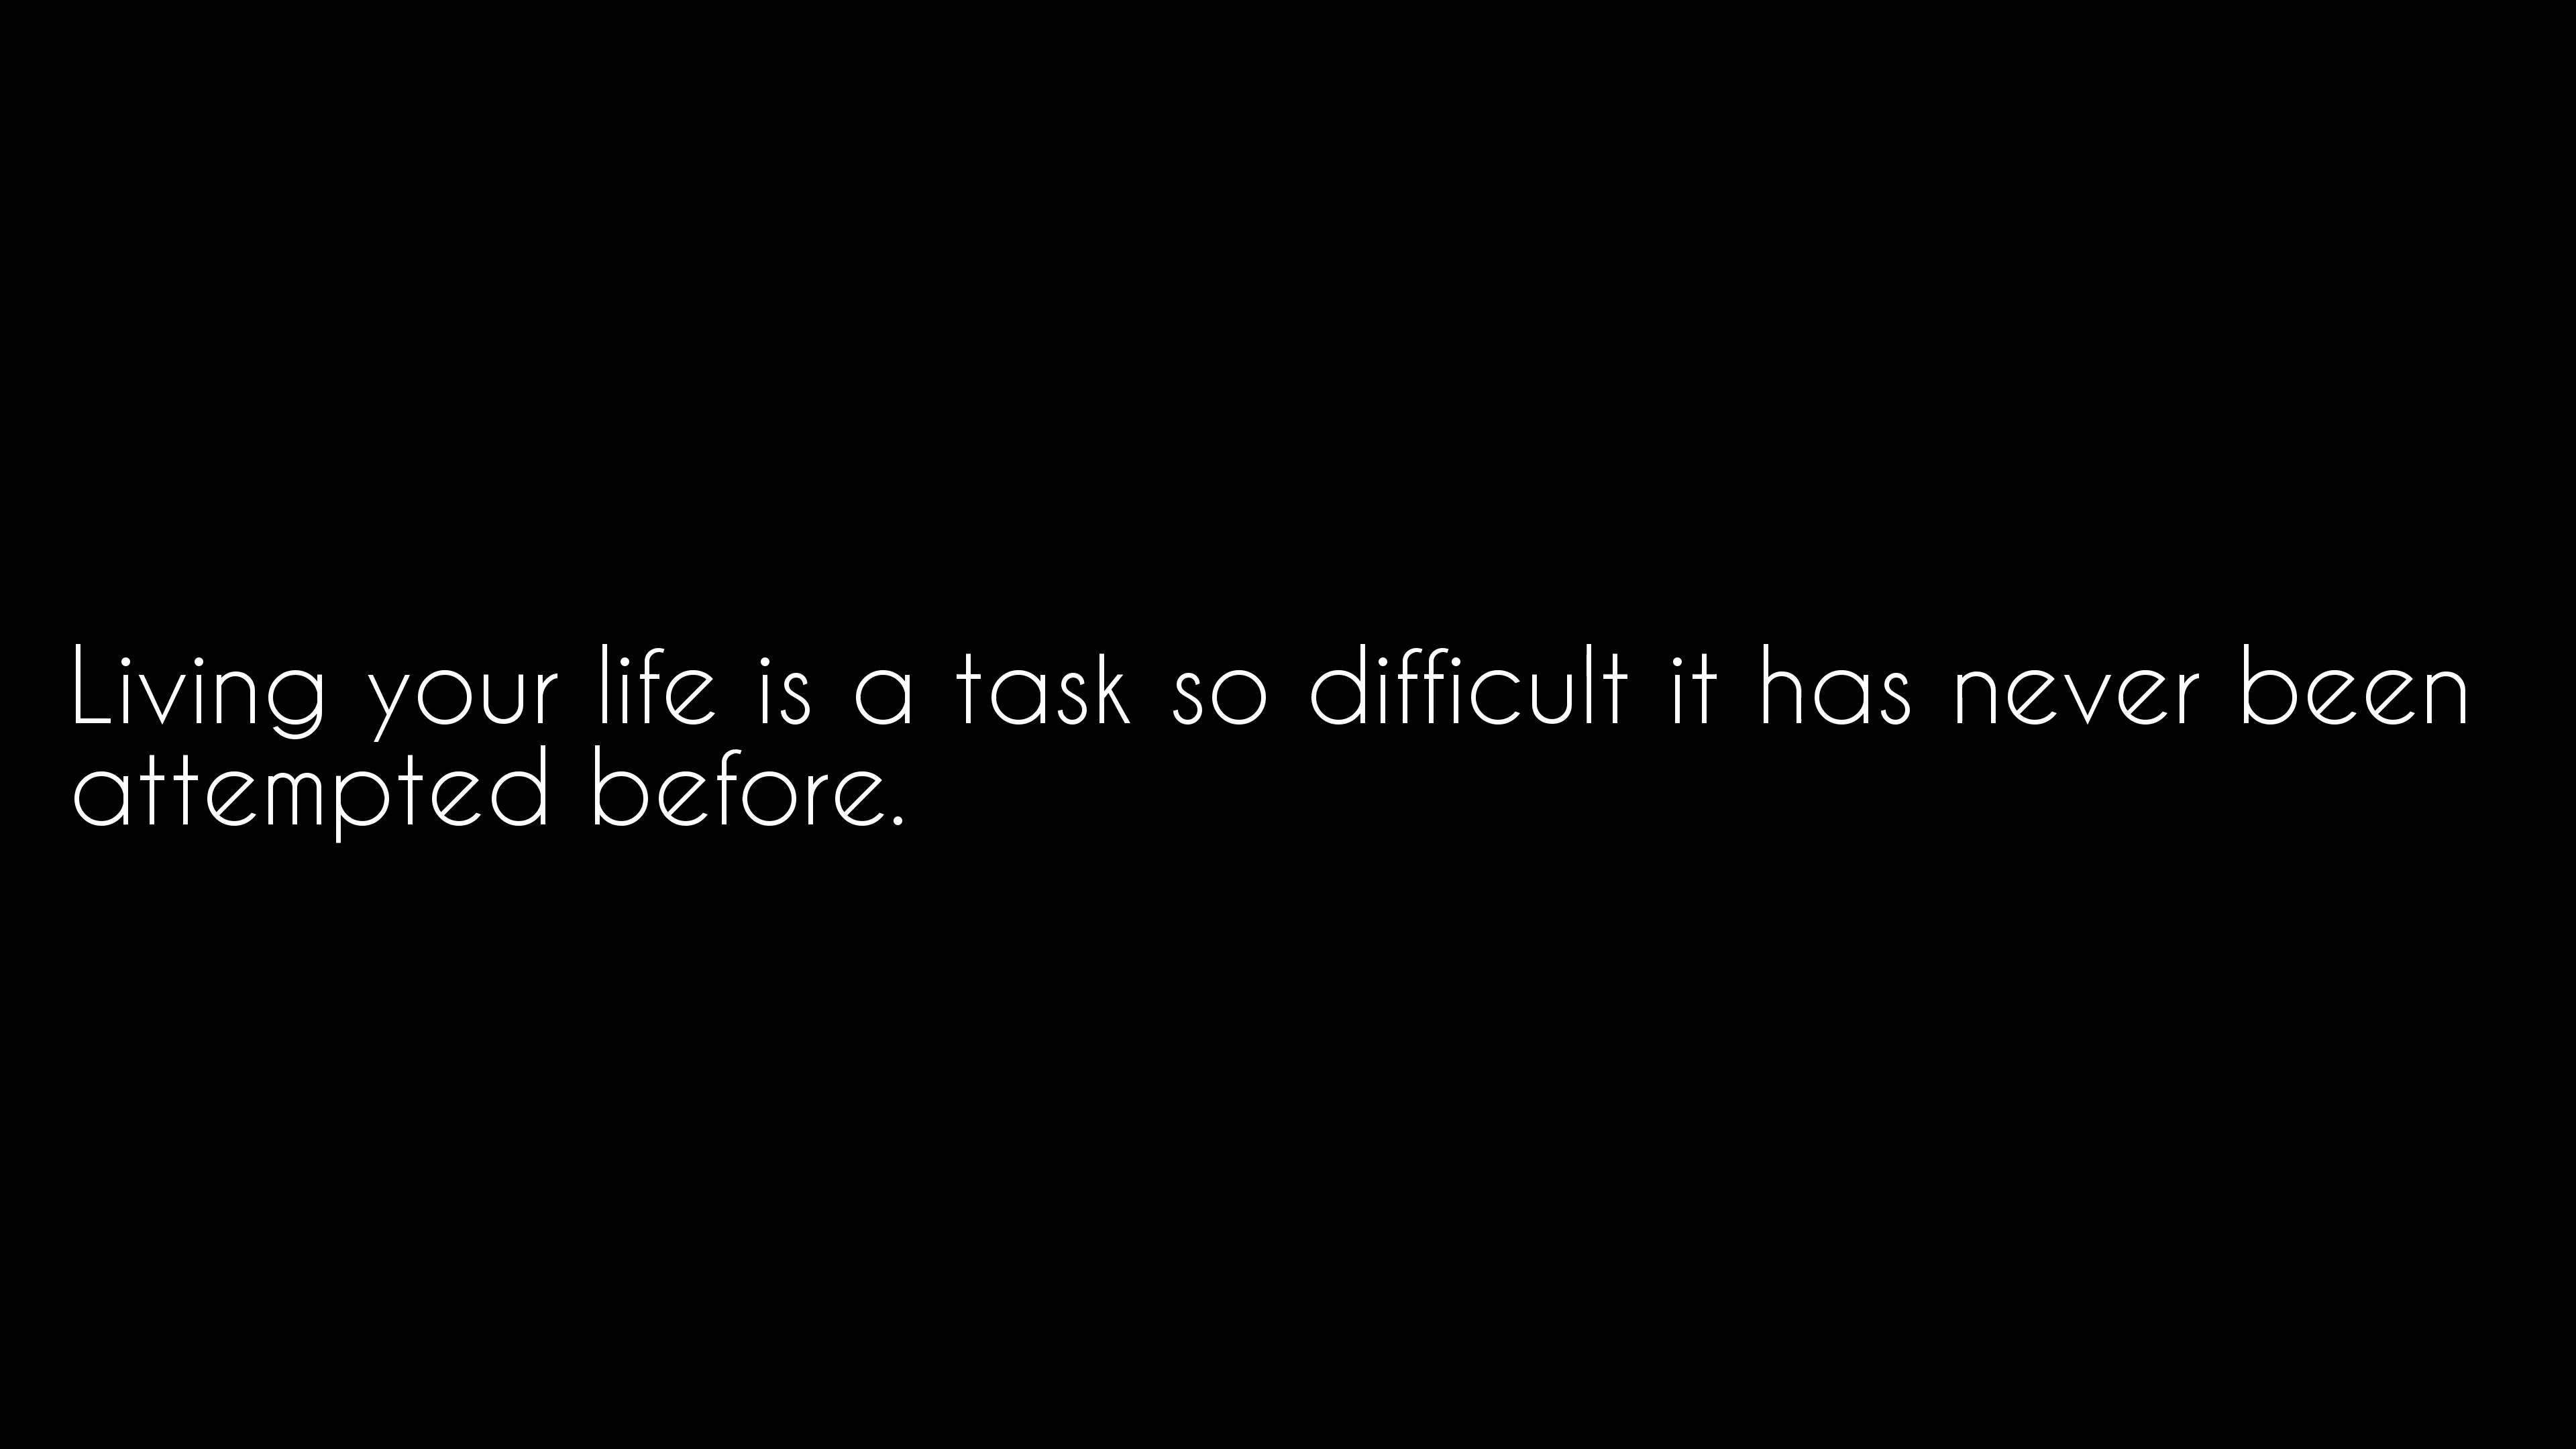 Living your life is a task so difficult it has never been
attempted before.